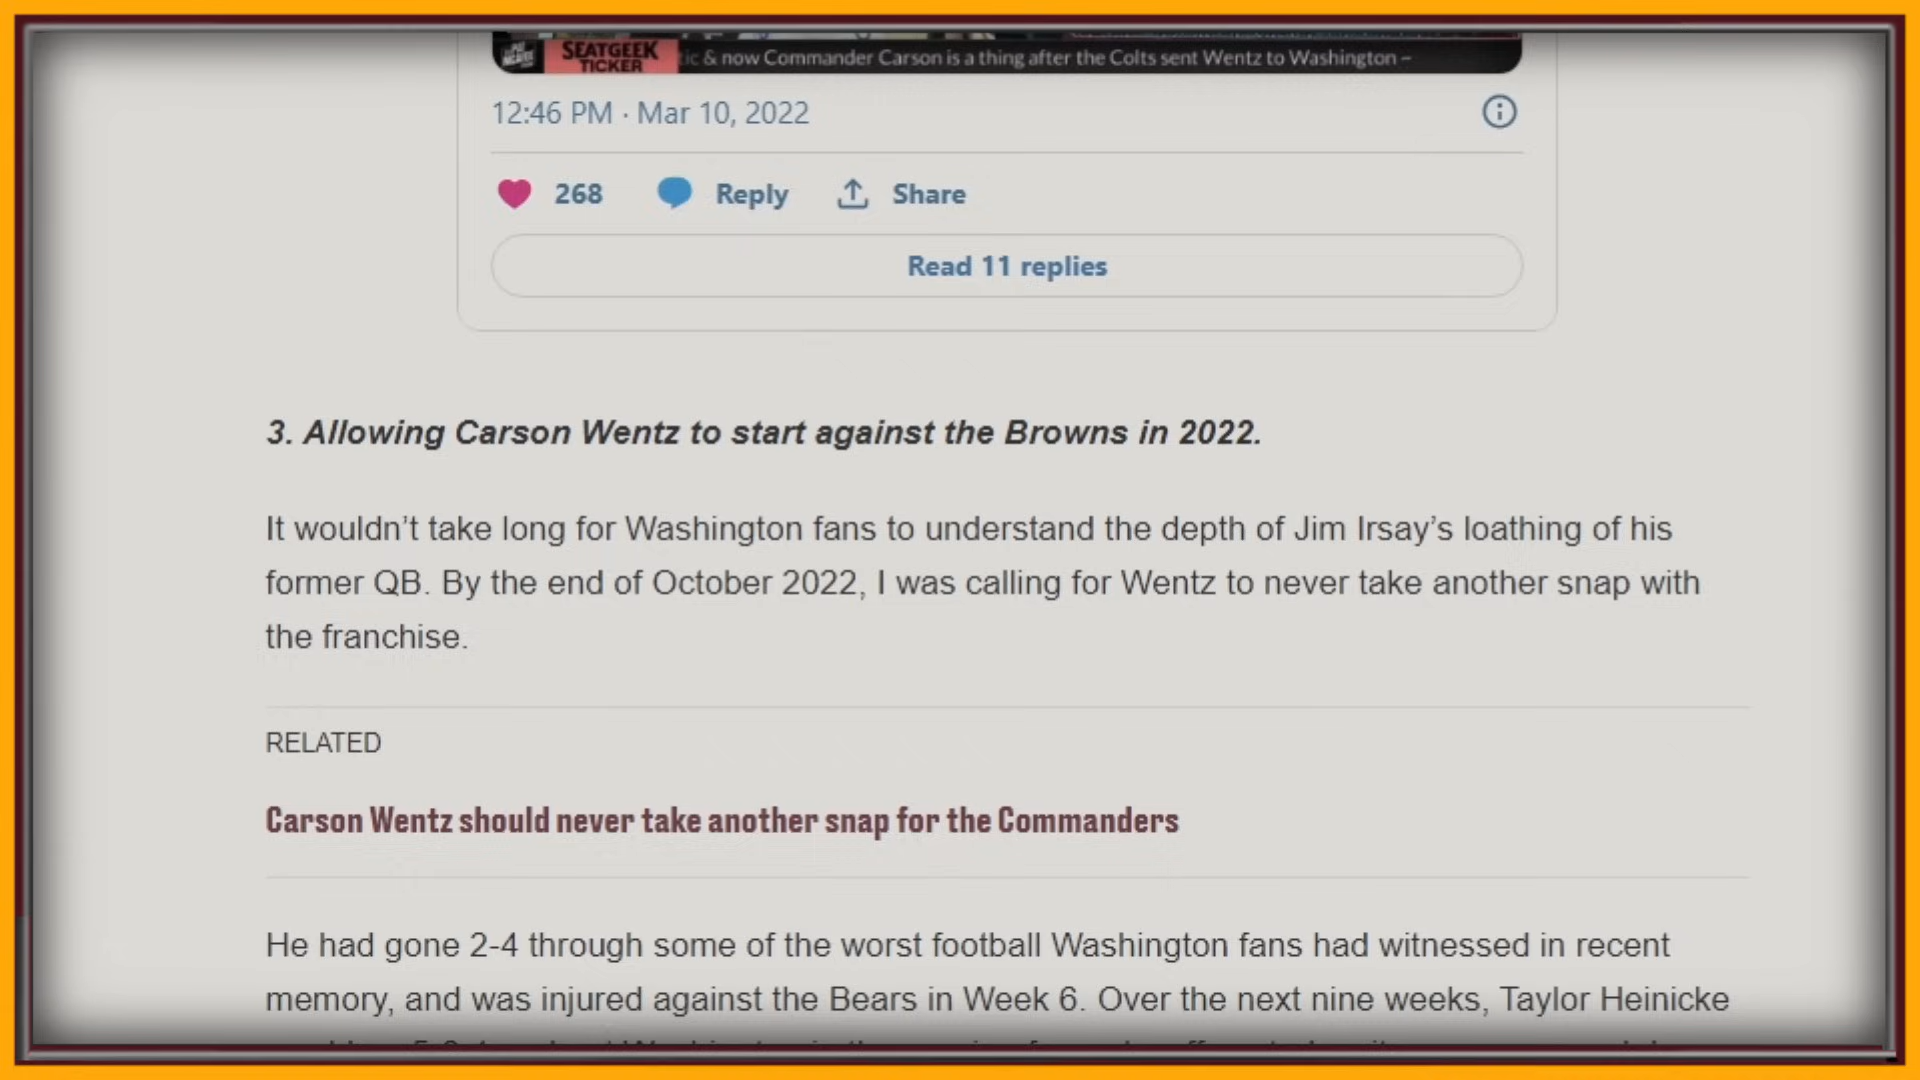 SEATGEEK
TICKER
tic & now Commander Carson is a thing after the Colts sent Wentz to Washington ~
12:46 PM · Mar 10, 2022
268 Reply Share
Read 11 replies
3. Allowing Carson Wentz to start against the Browns in 2022.
It wouldn’t take long for Washington fans to understand the depth of Jim Irsay’s loathing of his
former QB. By the end of October 2022, I was calling for Wentz to never take another snap with
the franchise.
RELATED
Carson Wentz should never take another snap for the Commanders
He had gone 2-4 through some of the worst football Washington fans had witnessed in recent
memory, and was injured against the Bears in Week 6. Over the next nine weeks, Taylor Heinicke